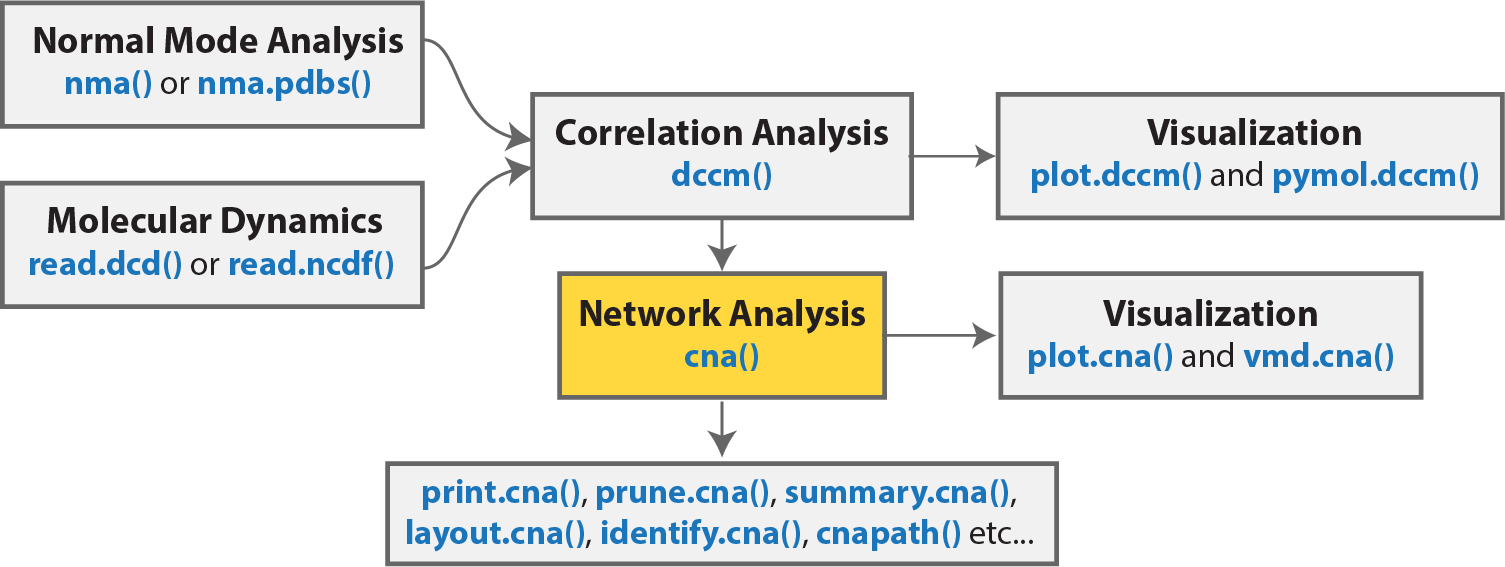 Normal Mode Analysis
nma() or nma.pdbs()
Molecular Dynamics
read.dcd() or read.ncdf()
Correlation Analysis
dccm()
Visualization
plot.dccm() and pymol.dccm()
Network Analysis
cna()
Visualization
plot.cna() and vmd.cna()
print.cna(), prune.cna(), summary.cna(),
layout.cna(), identify.cna(), cnapath() etc...